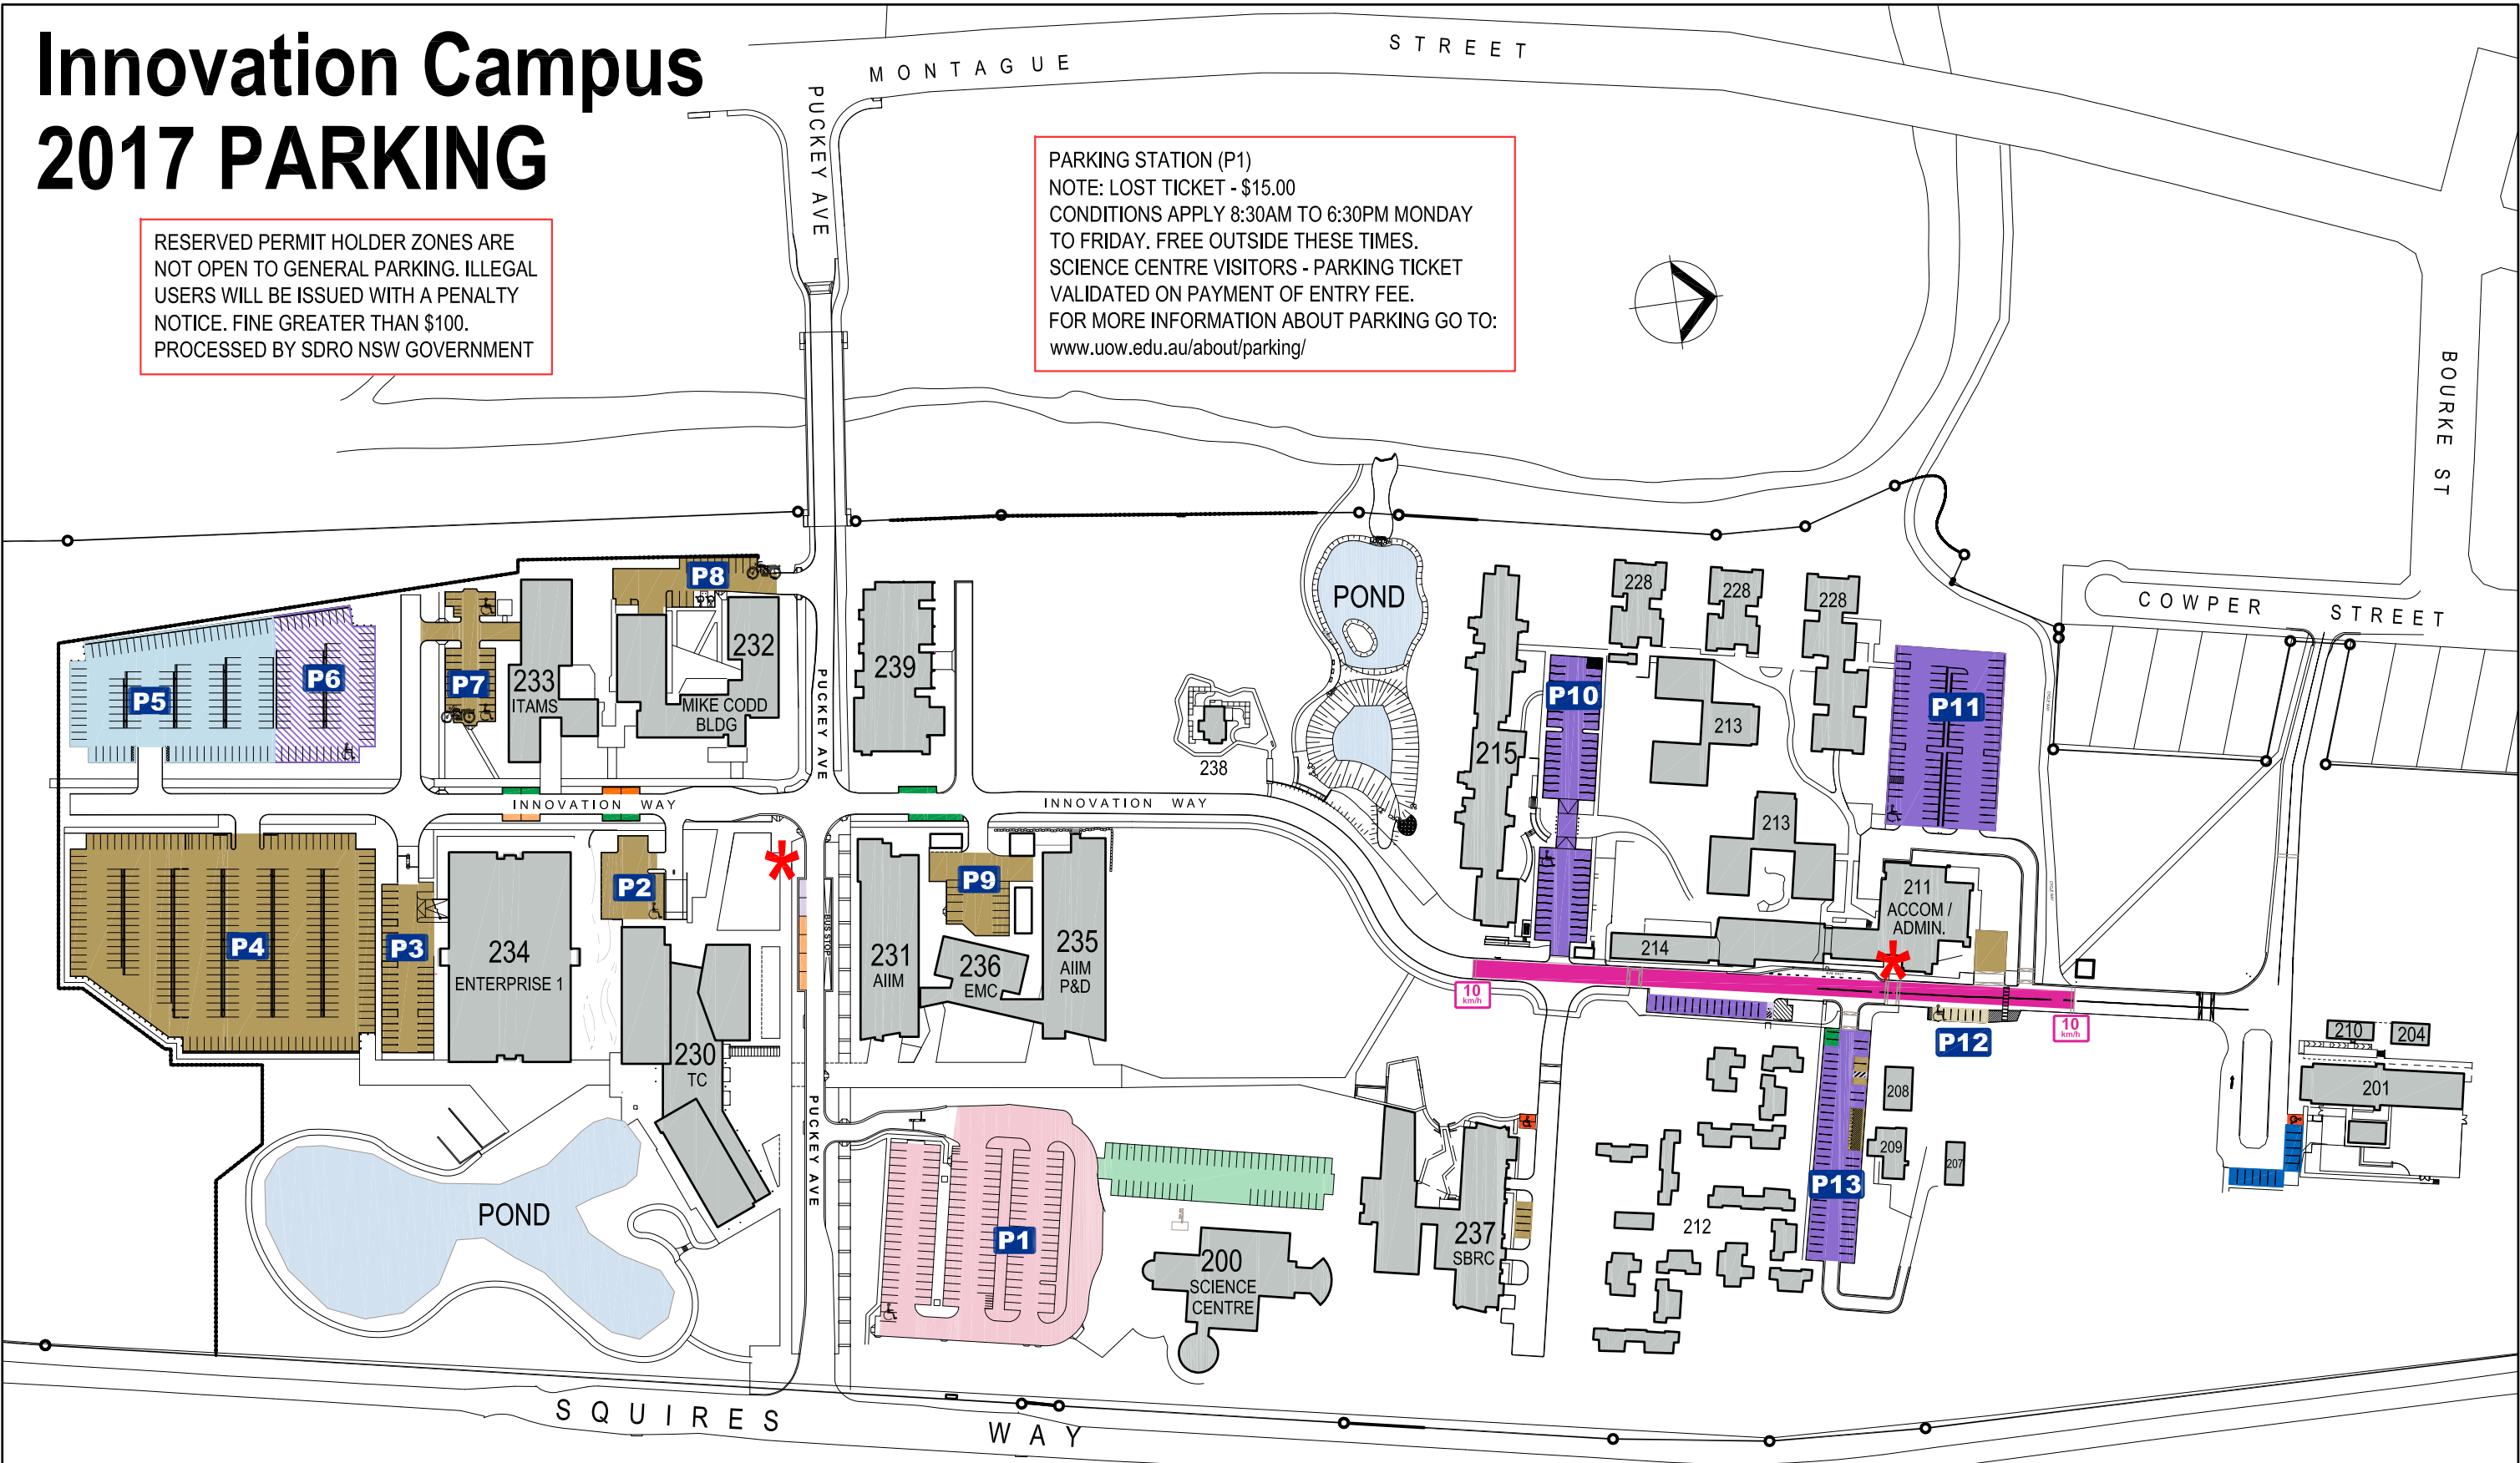 Innovation Campus
2017 PARKING
RESERVED PERMIT HOLDER ZONES ARE
NOT OPEN TO GENERAL PARKING. ILLEGAL
USERS WILL BE ISSUED WITH A PENALTY
NOTICE. FINE GREATER THAN $100.
PROCESSED BY SDRO NSW GOVERNMENT
MONTAGUE STREET
PUCKEY AVE
PARKING STATION (P1)
NOTE: LOST TICKET - $15.00
CONDITIONS APPLY 8:30AM TO 6:30PM MONDAY
TO FRIDAY. FREE OUTSIDE THESE TIMES.
SCIENCE CENTRE VISITORS - PARKING TICKET
VALIDATED ON PAYMENT OF ENTRY FEE.
FOR MORE INFORMATION ABOUT PARKING GO TO:
www.uow.edu.au/about/parking/
BOURKE ST
COWPER STREET
P8
P5
P6
P7
233
ITAMS
232
MIKE CODD
BLDG
PUCKEY AVE
239
238
POND
215
228
228
228
P10
213
213
P11
INNOVATION WAY
INNOVATION WAY
P4
P3
234
ENTERPRISE 1
P2
230
TC
BUS STOP
231
AIIM
P9
236
EMC
235
AIIM
P&D
214
211
ACCOM /
ADMIN.
10
km/h
10
km/h
P12
210
204
201
208
209
207
P13
212
PUCKEY AVE
POND
P1
200
SCIENCE
CENTRE
237
SBRC
SQUIRES WAY